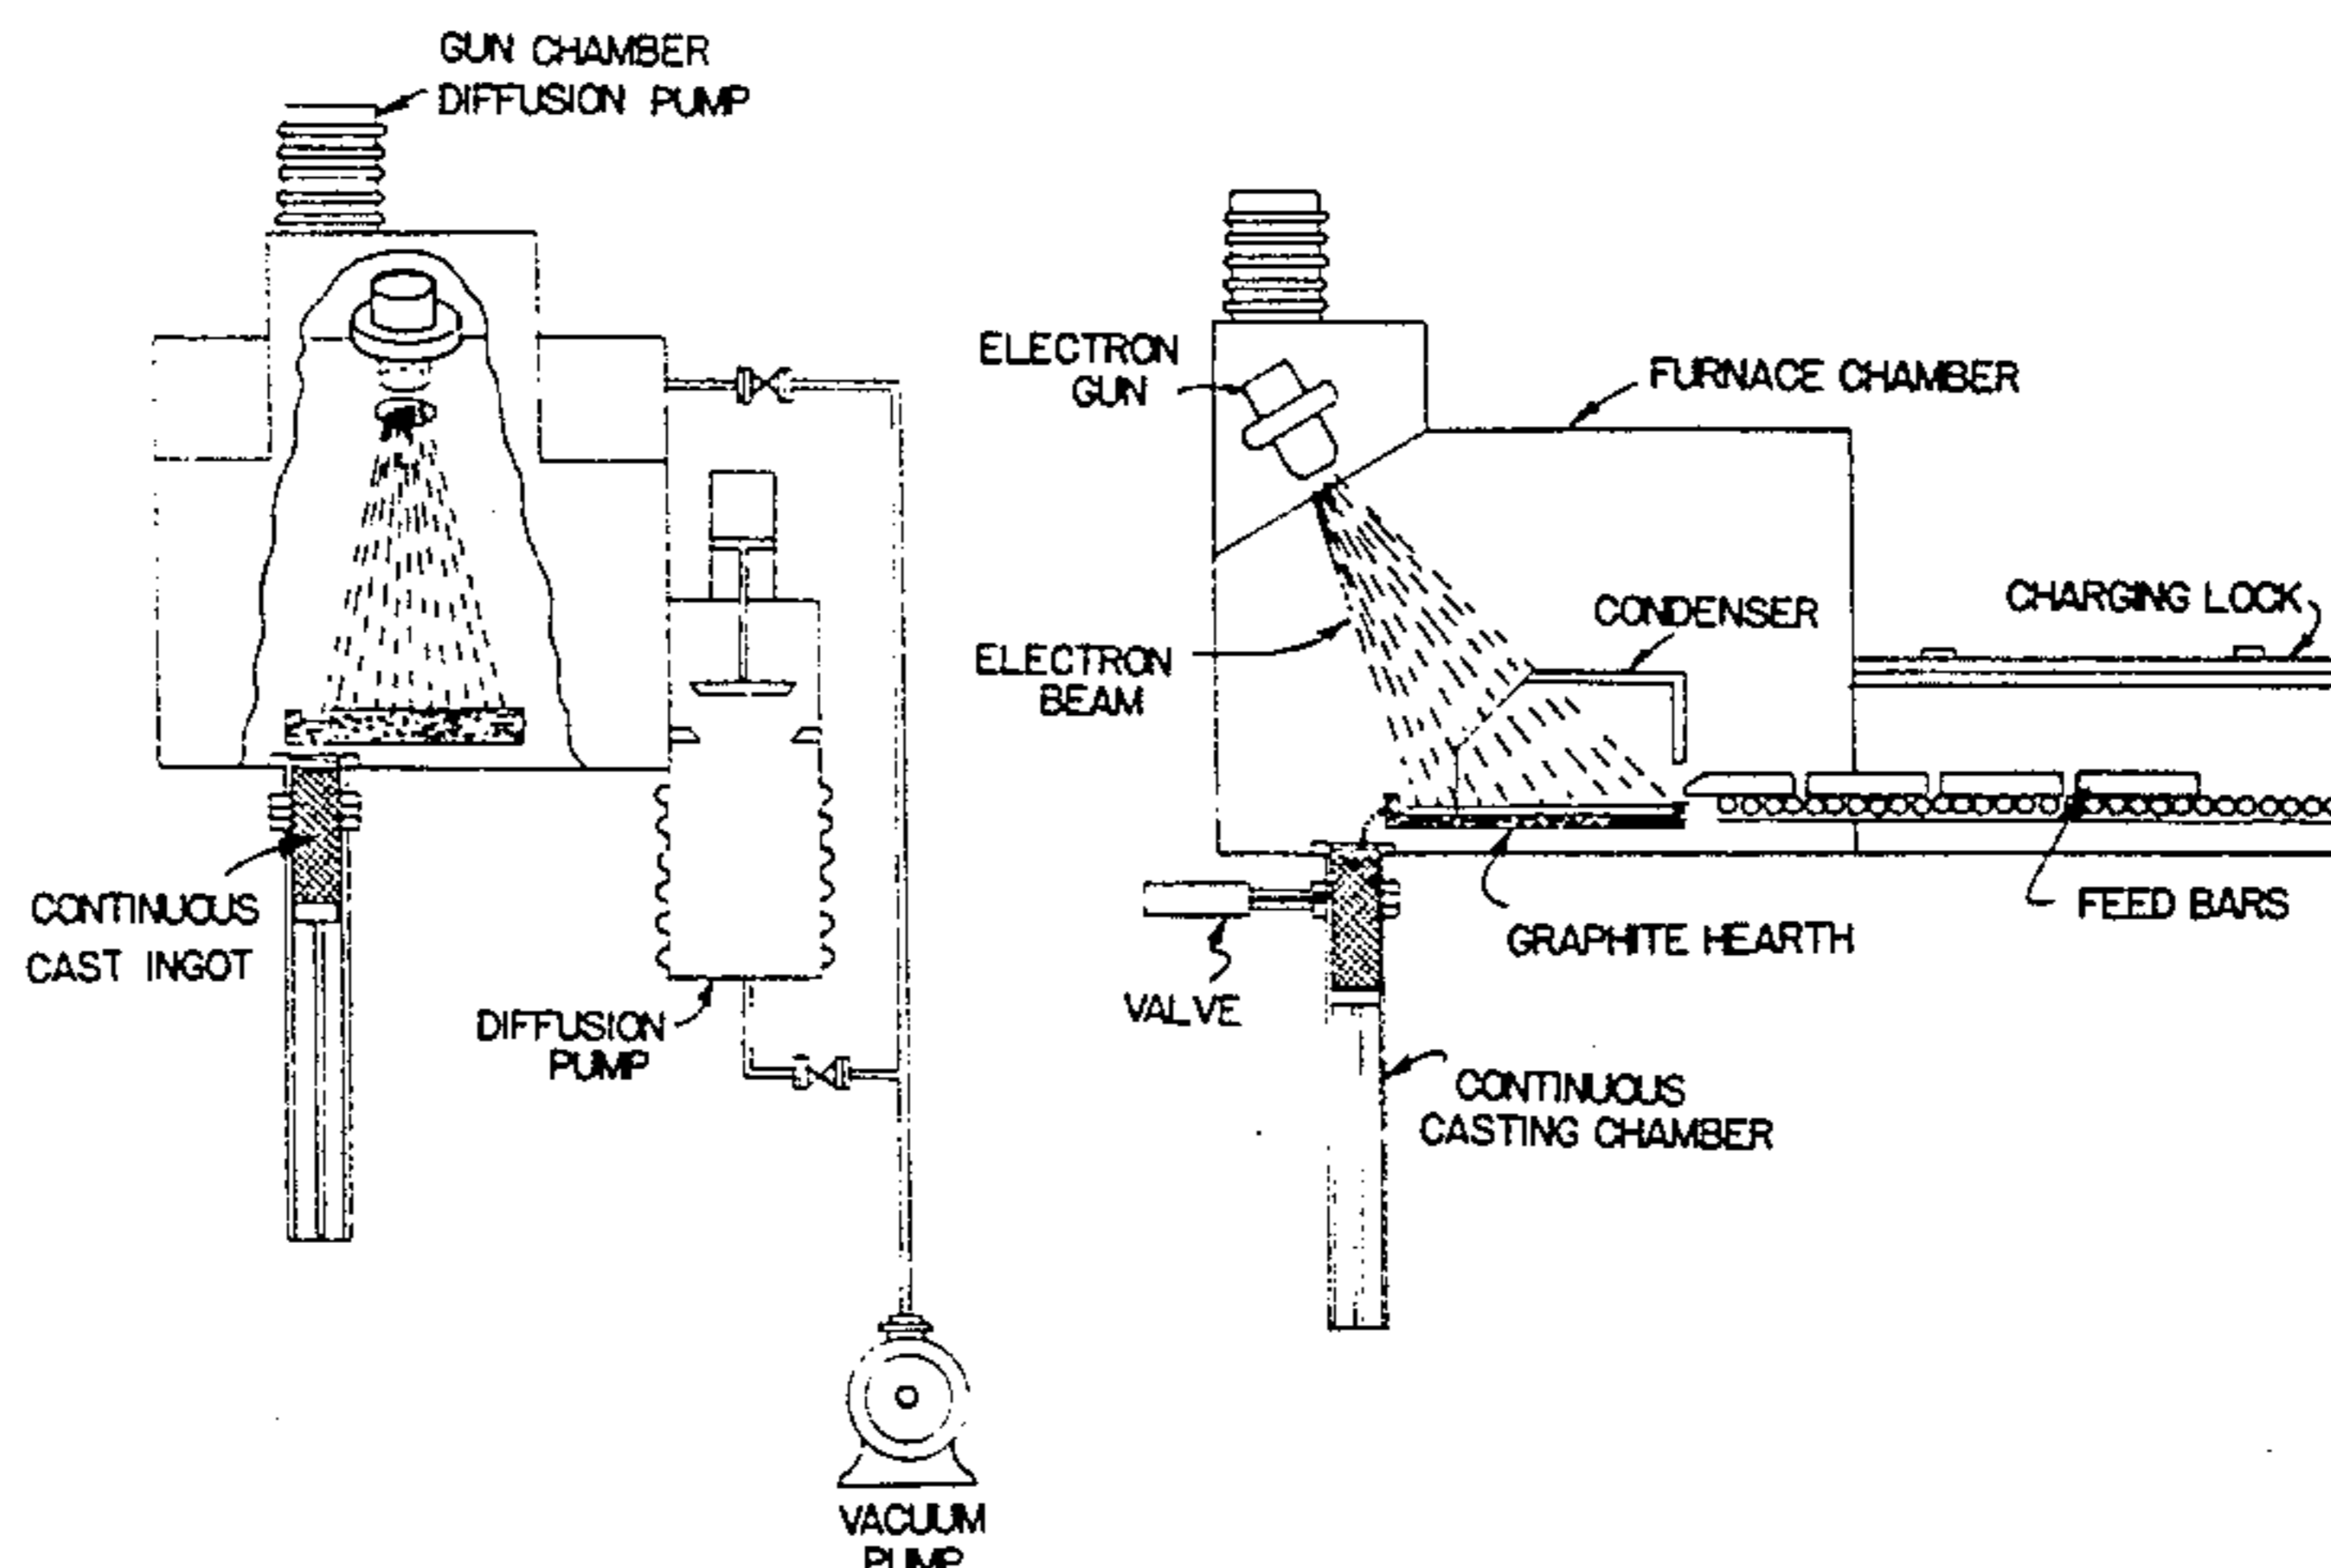 GUN CHAMBER
DIFFUSION PUMP
CONTINUOUS
CAST INGOT
DIFFUSION
PUMP
VACUUM
PUMP
ELECTRON
GUN
FURNACE CHAMBER
ELECTRON
BEAM
CONDENSER
CHARGING LOCK
VALVE
GRAPHITE HEARTH
FEED BARS
CONTINUOUS
CASTING CHAMBER